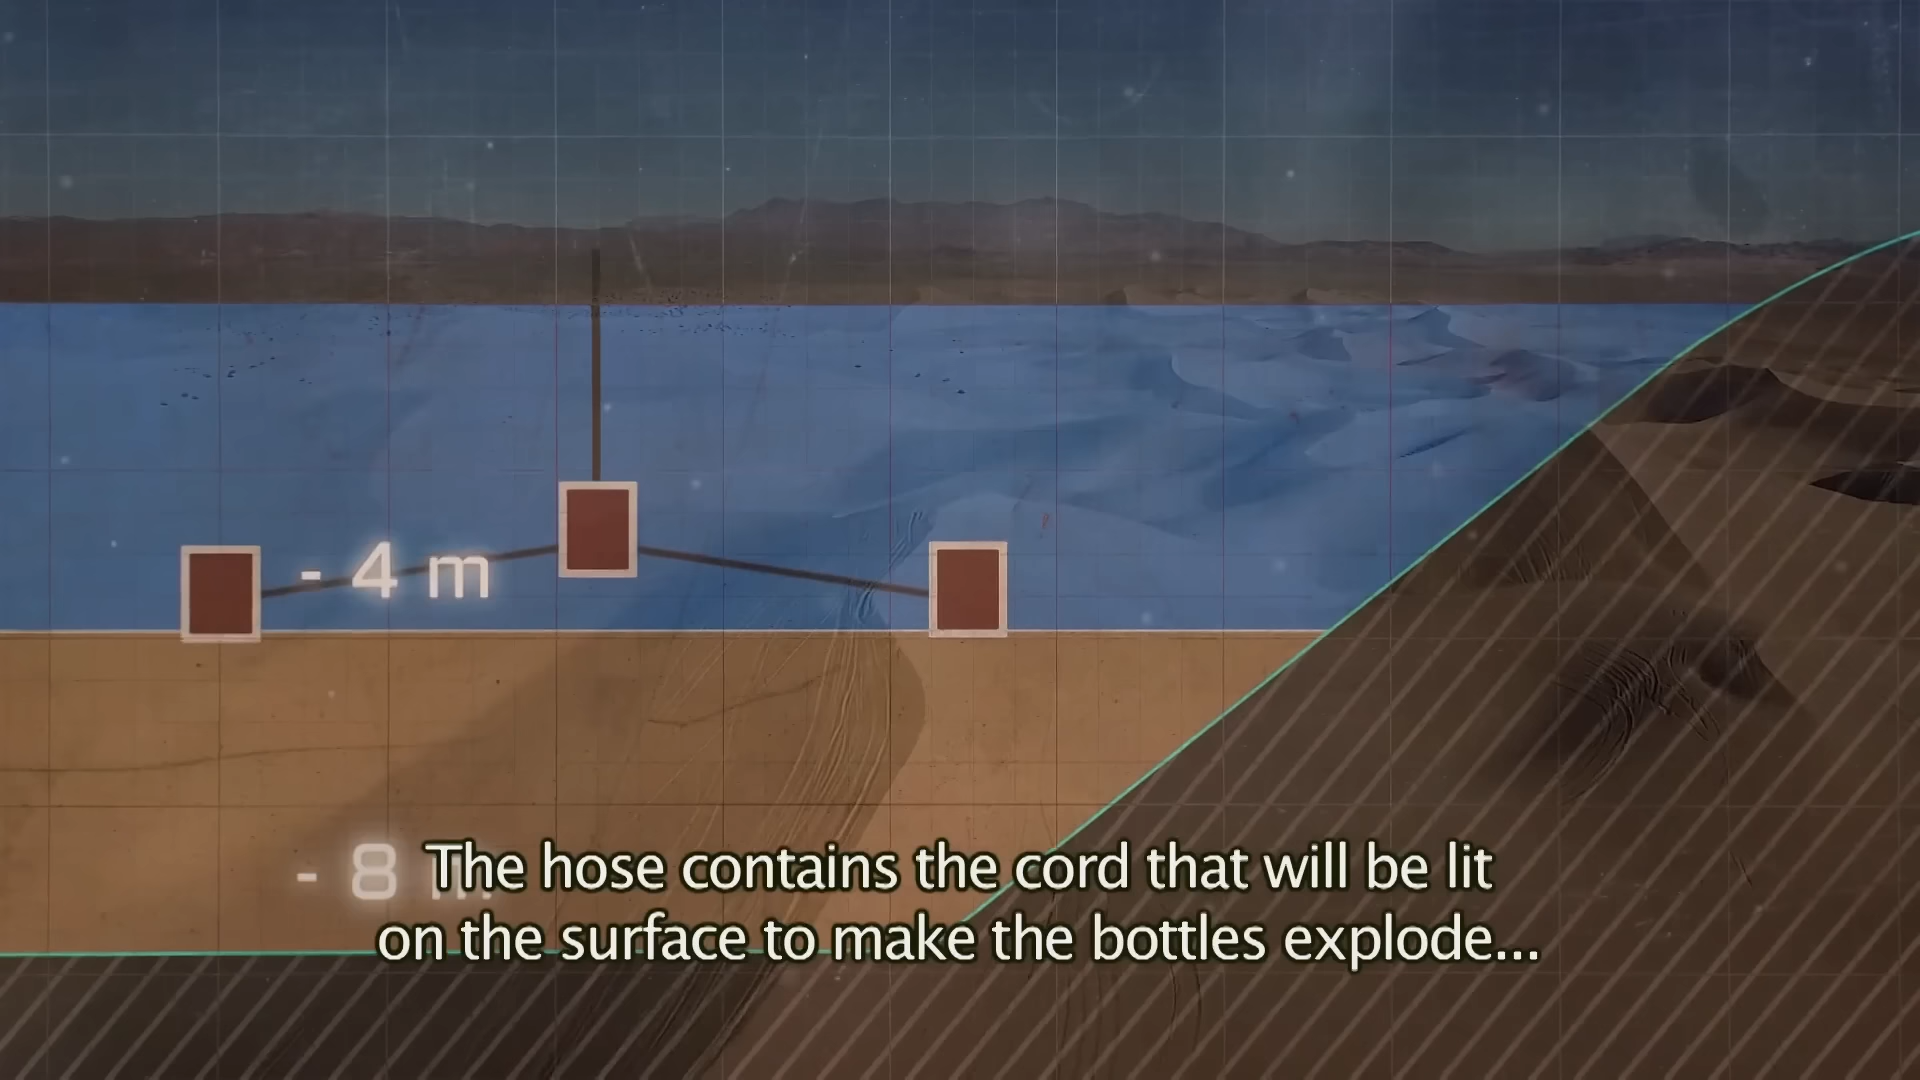 - 4 m
- 8 m
The hose contains the cord that will be lit
on the surface to make the bottles explode...